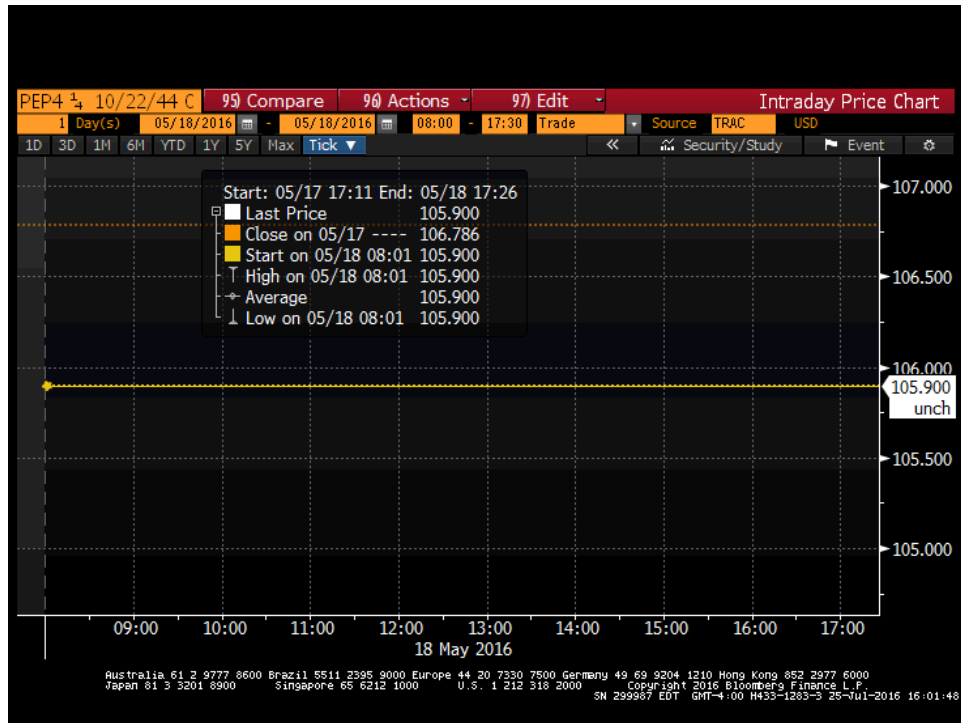 PEP4 ¼ 10/22/44 C 95) Compare 96) Actions 97) Edit Intraday Price Chart
1 Day(s) 05/18/2016 - 05/18/2016 08:00 - 17:30 Trade Source TRAC USD
1D 3D 1M 6M YTD 1Y 5Y Max Tick ▼ « Security/Study Event
Start: 05/17 17:11 End: 05/18 17:26
Last Price 105.900
Close on 05/17 ---- 106.786
Start on 05/18 08:01 105.900
High on 05/18 08:01 105.900
Average 105.900
Low on 05/18 08:01 105.900
107.000
106.500
106.000
105.900
unch
105.500
105.000
09:00 10:00 11:00 12:00 13:00 14:00 15:00 16:00 17:00
18 May 2016
Australia 61 2 9777 8600 Brazil 5511 2395 9000 Europe 44 20 7330 7500 Germany 49 69 9204 1210 Hong Kong 852 2977 6000
Japan 81 3 3201 8900 Singapore 65 6212 1000 U.S. 1 212 318 2000 Copyright 2016 Bloomberg Finance L.P.
SN 299987 EDT GMT-4:00 H433-1283-3 25-Jul-2016 16:01:48